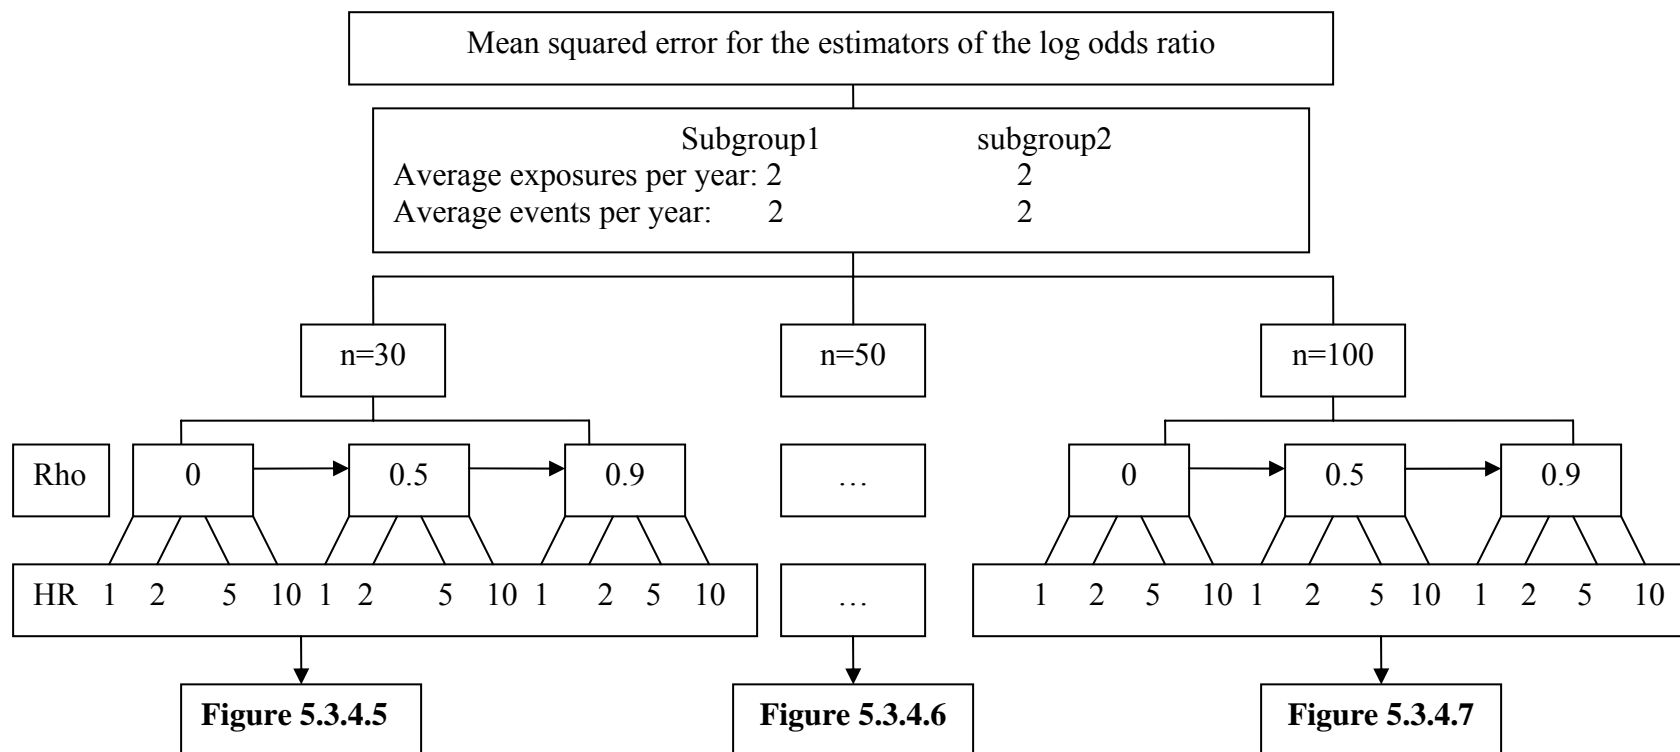 Mean squared error for the estimators of the log odds ratio
Subgroup1 subgroup2
Average exposures per year: 2 2
Average events per year: 2 2
n=30 n=50 n=100
Rho 0 0.5 0.9 … 0 0.5 0.9
HR 1 2 5 10 1 2 5 10 1 2 5 10 … 1 2 5 10 1 2 5 10 1 2 5 10
Figure 5.3.4.5 Figure 5.3.4.6 Figure 5.3.4.7